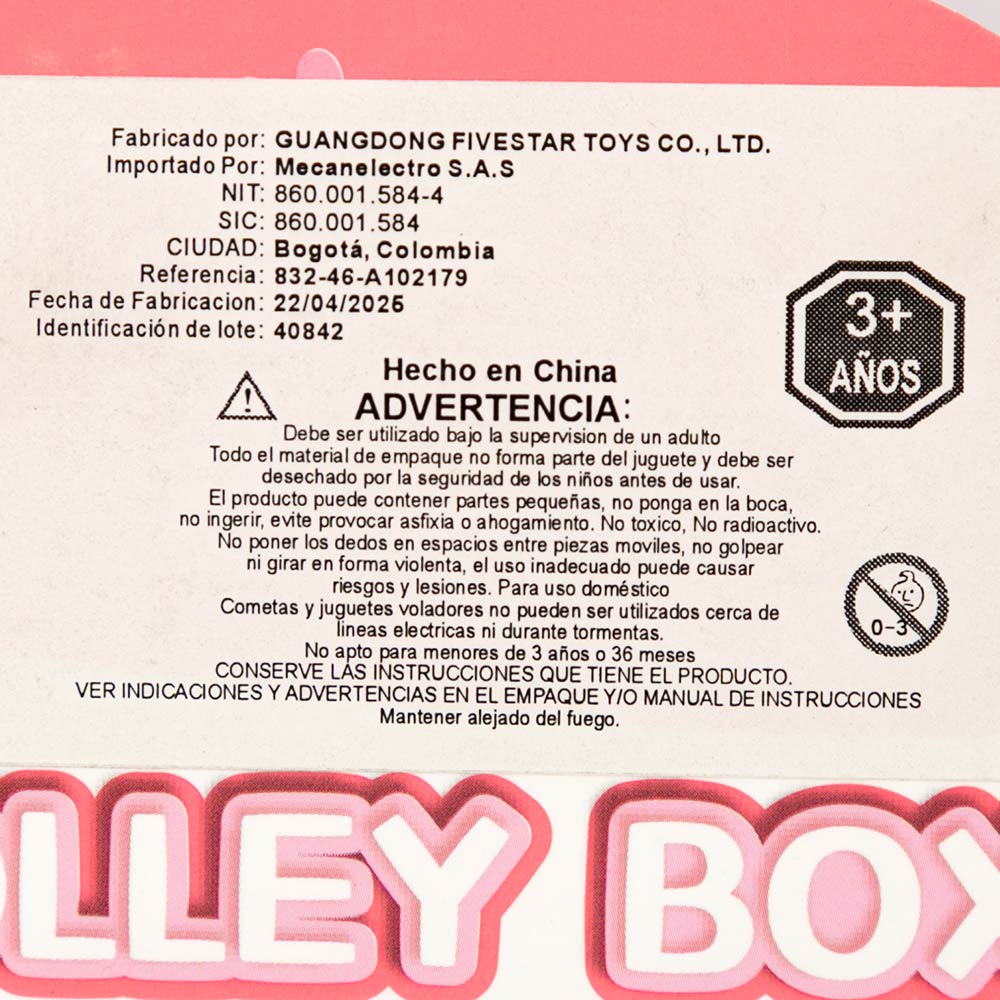 Fabricado por: GUANGDONG FIVESTAR TOYS CO., LTD.
Importado Por: Mecanelectro S.A.S
NIT: 860.001.584-4
SIC: 860.001.584
CIUDAD: Bogotá, Colombia
Referencia: 832-46-A102179
Fecha de Fabricacion: 22/04/2025
Identificación de lote: 40842
3+
AÑOS
Hecho en China
ADVERTENCIA:
Debe ser utilizado bajo la supervision de un adulto
Todo el material de empaque no forma parte del juguete y debe ser
desechado por la seguridad de los niños antes de usar.
El producto puede contener partes pequeñas, no ponga en la boca,
no ingerir, evite provocar asfixia o ahogamiento. No toxico, No radioactivo.
No poner los dedos en espacios entre piezas moviles, no golpear
ni girar en forma violenta, el uso inadecuado puede causar
riesgos y lesiones. Para uso doméstico
Cometas y juguetes voladores no pueden ser utilizados cerca de
lineas electricas ni durante tormentas.
No apto para menores de 3 años o 36 meses
CONSERVE LAS INSTRUCCIONES QUE TIENE EL PRODUCTO.
VER INDICACIONES Y ADVERTENCIAS EN EL EMPAQUE Y/O MANUAL DE INSTRUCCIONES
Mantener alejado del fuego.
0-3
OLLEY BOX